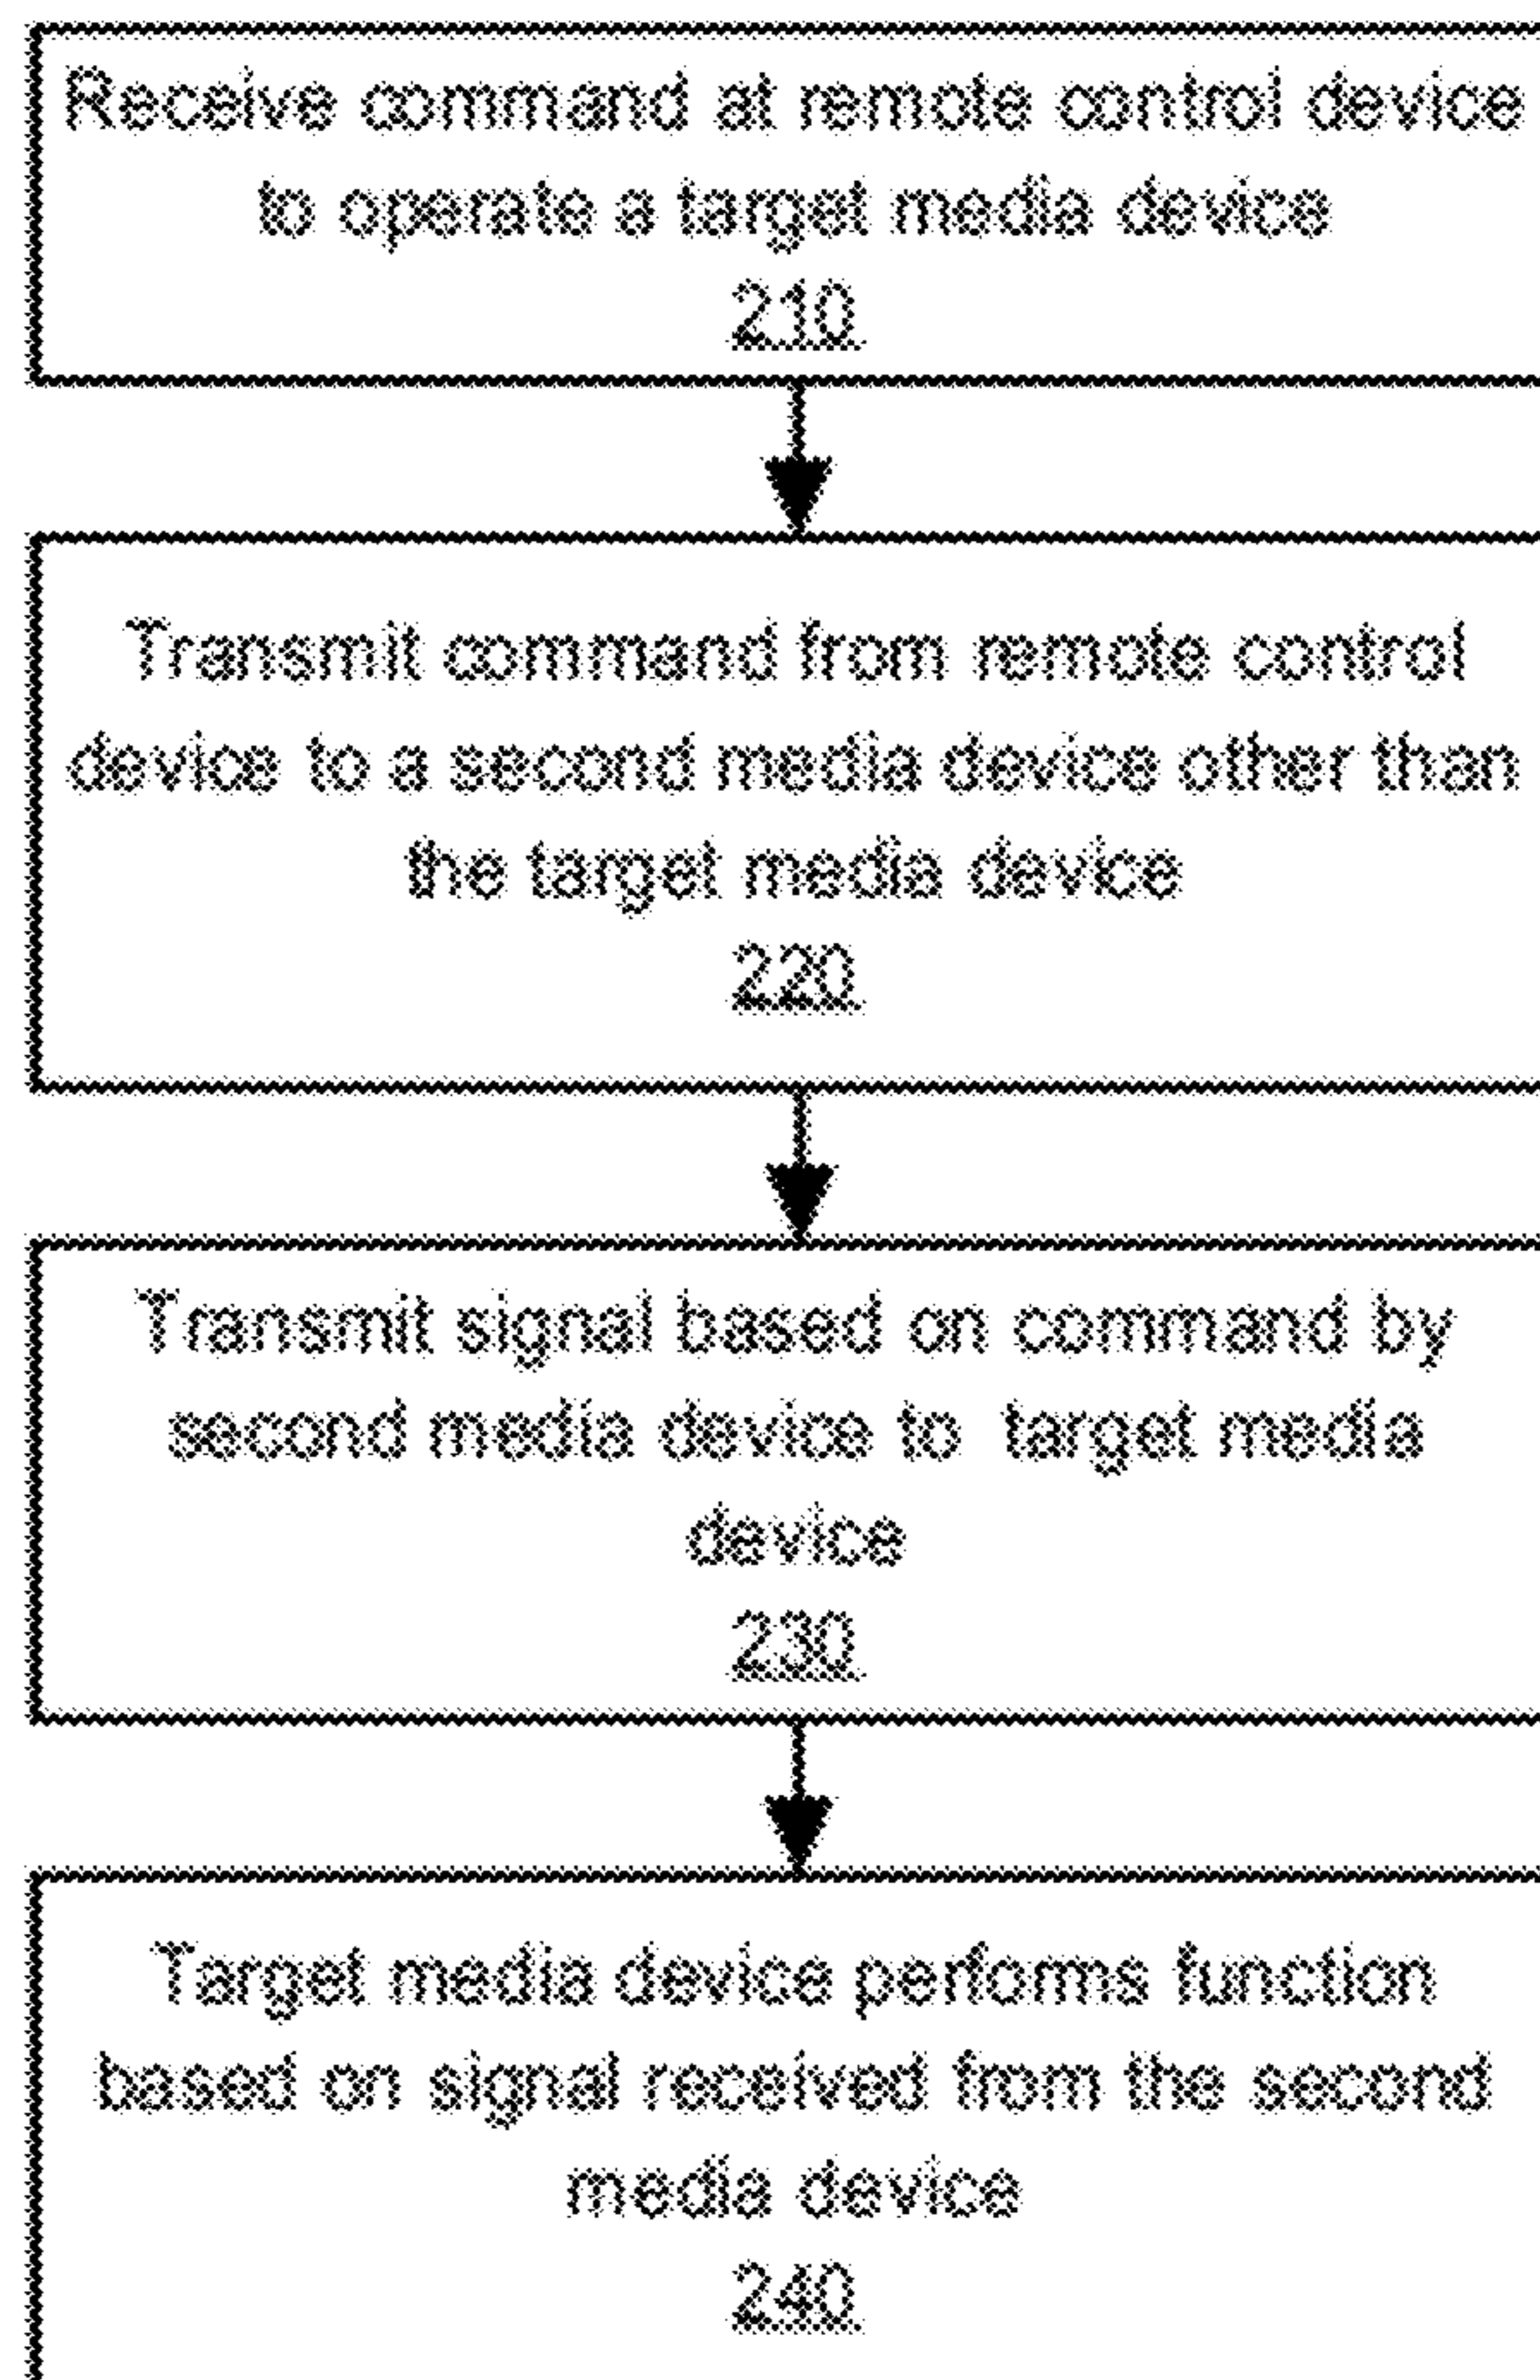 Receive command at remote control device
to operate a target media device
210
Transmit command from remote control
device to a second media device other than
the target media device
220
Transmit signal based on command by
second media device to target media
device
230
Target media device performs function
based on signal received from the second
media device
240